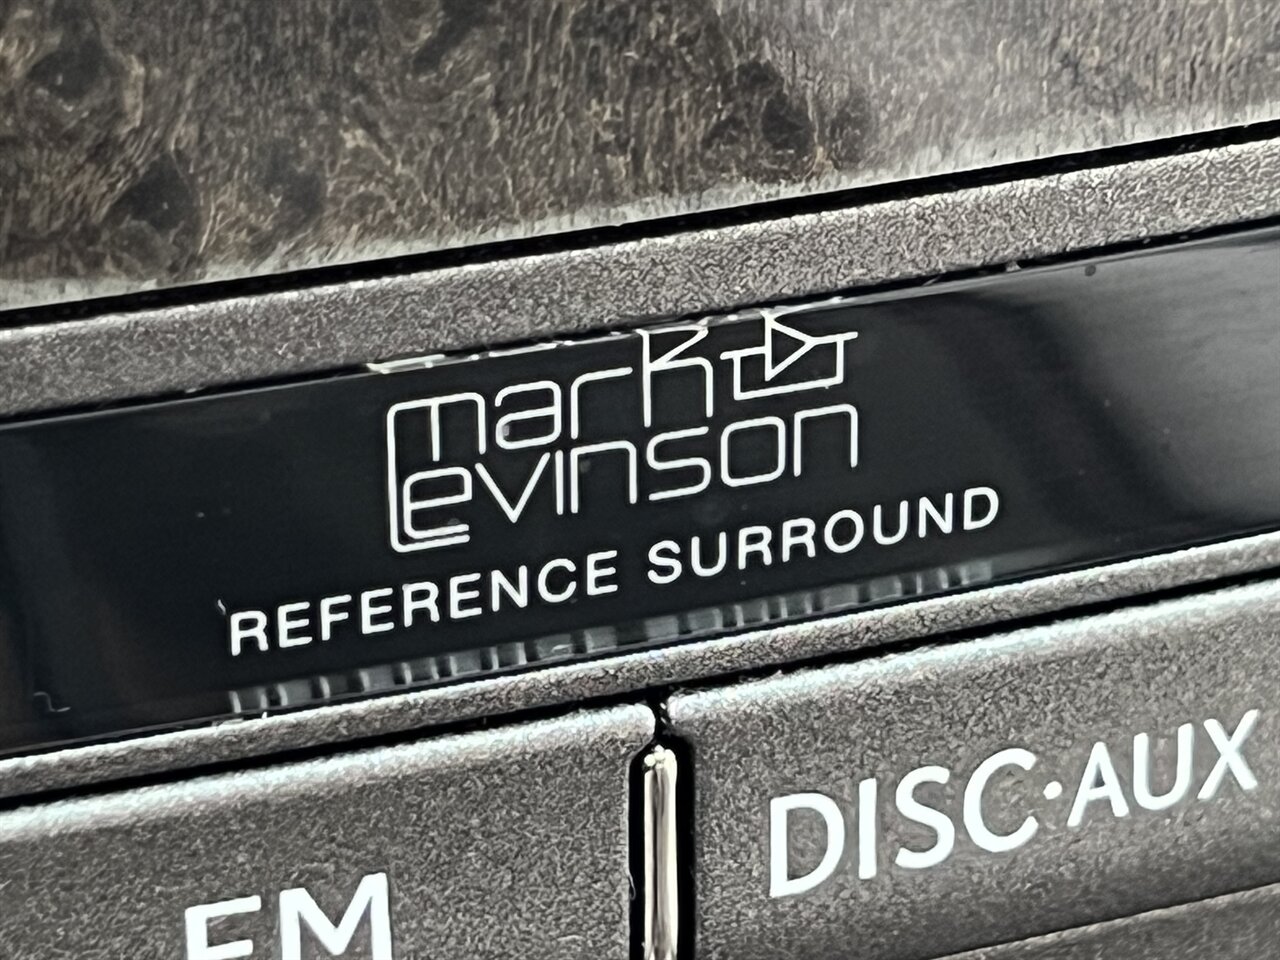 mark
Levinson
REFERENCE SURROUND
FM
DISC·AUX